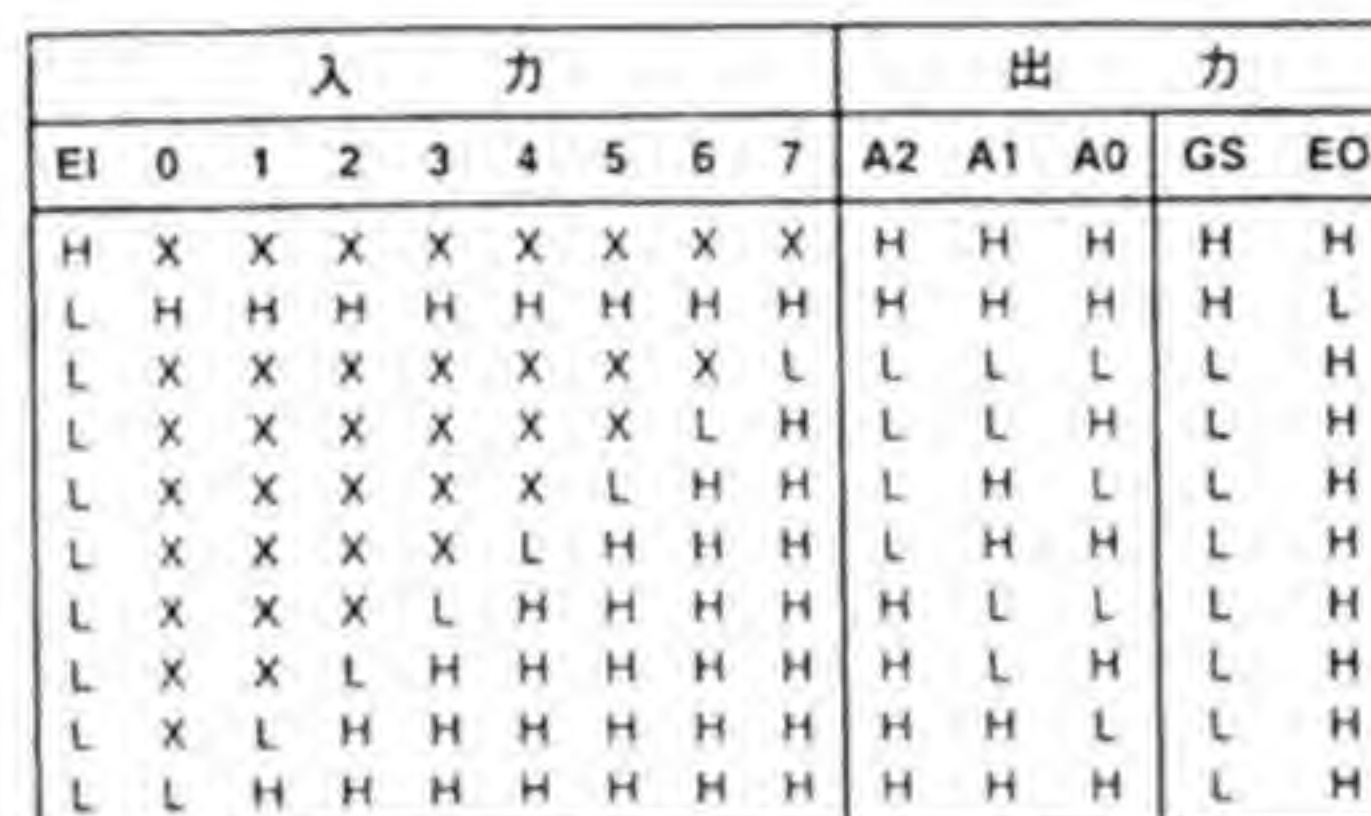 入 力 出 力
EI 0 1 2 3 4 5 6 7 A2 A1 A0 GS EO
H X X X X X X X X H H H H H
L H H H H H H H H H H H H L
L X X X X X X X L L L L L H
L X X X X X X L H L L H L H
L X X X X X L H H L H L L H
L X X X X L H H H L H H L H
L X X X L H H H H H L L L H
L X X L H H H H H H L H L H
L X L H H H H H H H H L L H
L L H H H H H H H H H H L H